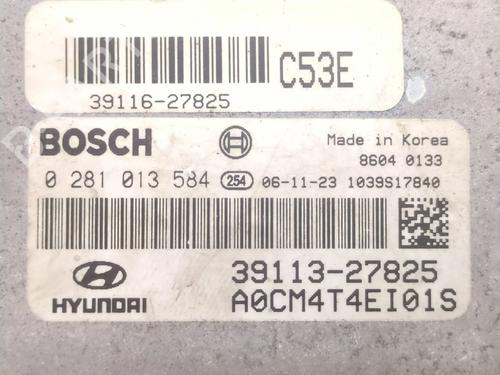 C53E
39116-27825
BOSCH
Made in Korea
8604 0133
0 281 013 584 254 06-11-23 1039S17840
39113-27825
HYUNDAI
A0CM4T4EI01S